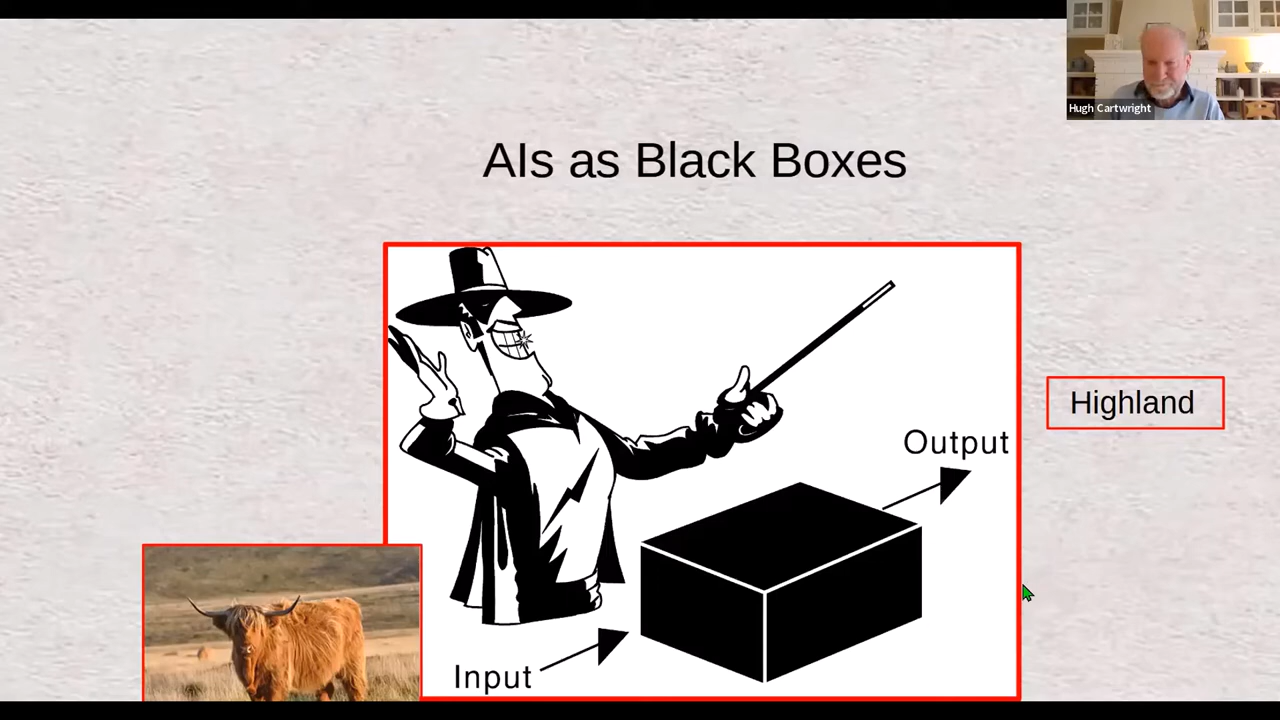 Hugh Cartwright
AIs as Black Boxes
Highland
Output
Input